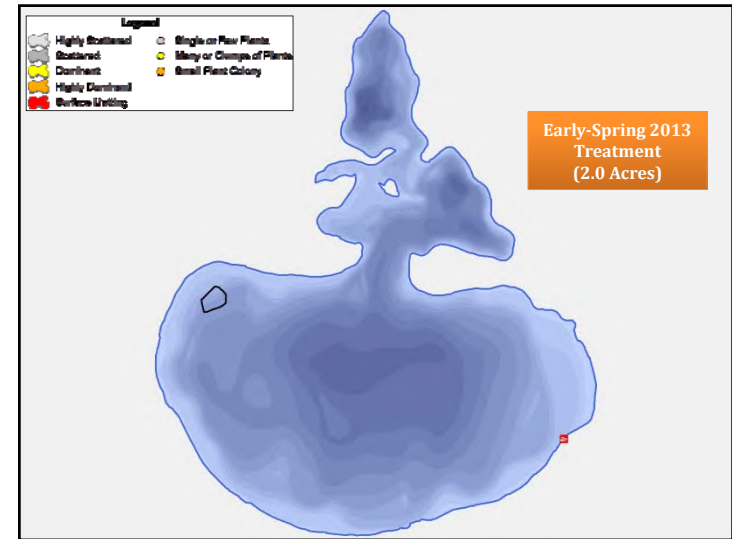 Legend
Highly Scattered
Scattered
Dominant
Highly Dominant
Surface Matting
Single or Few Plants
Many or Clumps of Plants
Small Plant Colony
Early-Spring 2013
Treatment
(2.0 Acres)